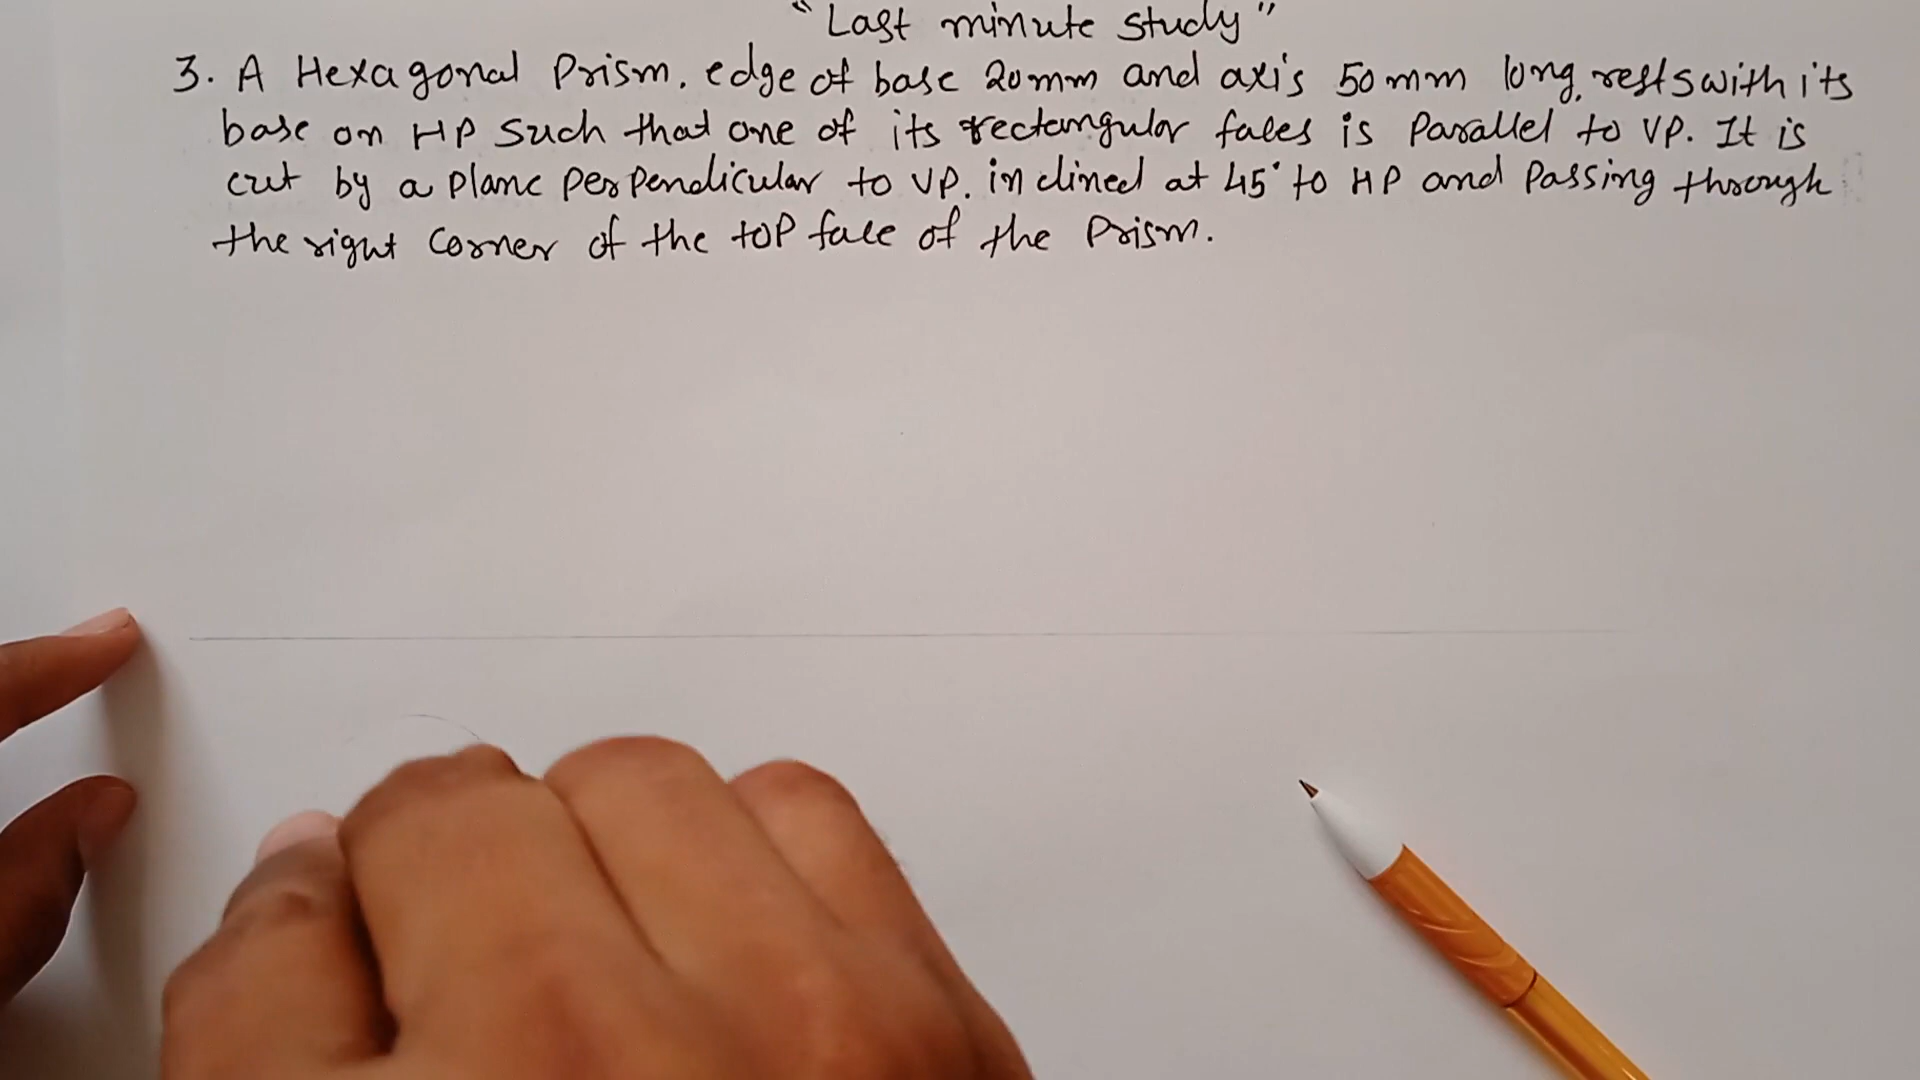 "Last minute study"
3. A Hexagonal Prism, edge of base 20mm and axis 50mm long, rests with its
base on HP such that one of its rectangular faces is Parallel to VP. It is
cut by a plane perpendicular to VP, inclined at 45° to HP and Passing through
the right corner of the top face of the Prism.